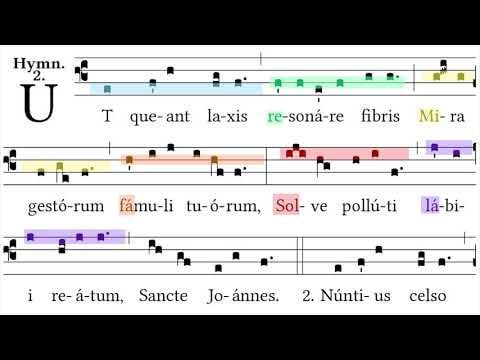 Hymn.
2.
UT que-ant la-xis re-soná-re fibris Mi-ra
gestó-rum fámu-li tu-ó-rum, Sol-ve pollú-ti lá-bi-
i re-á-tum, Sancte Jo-ánnes. 2. Núnti-us celso